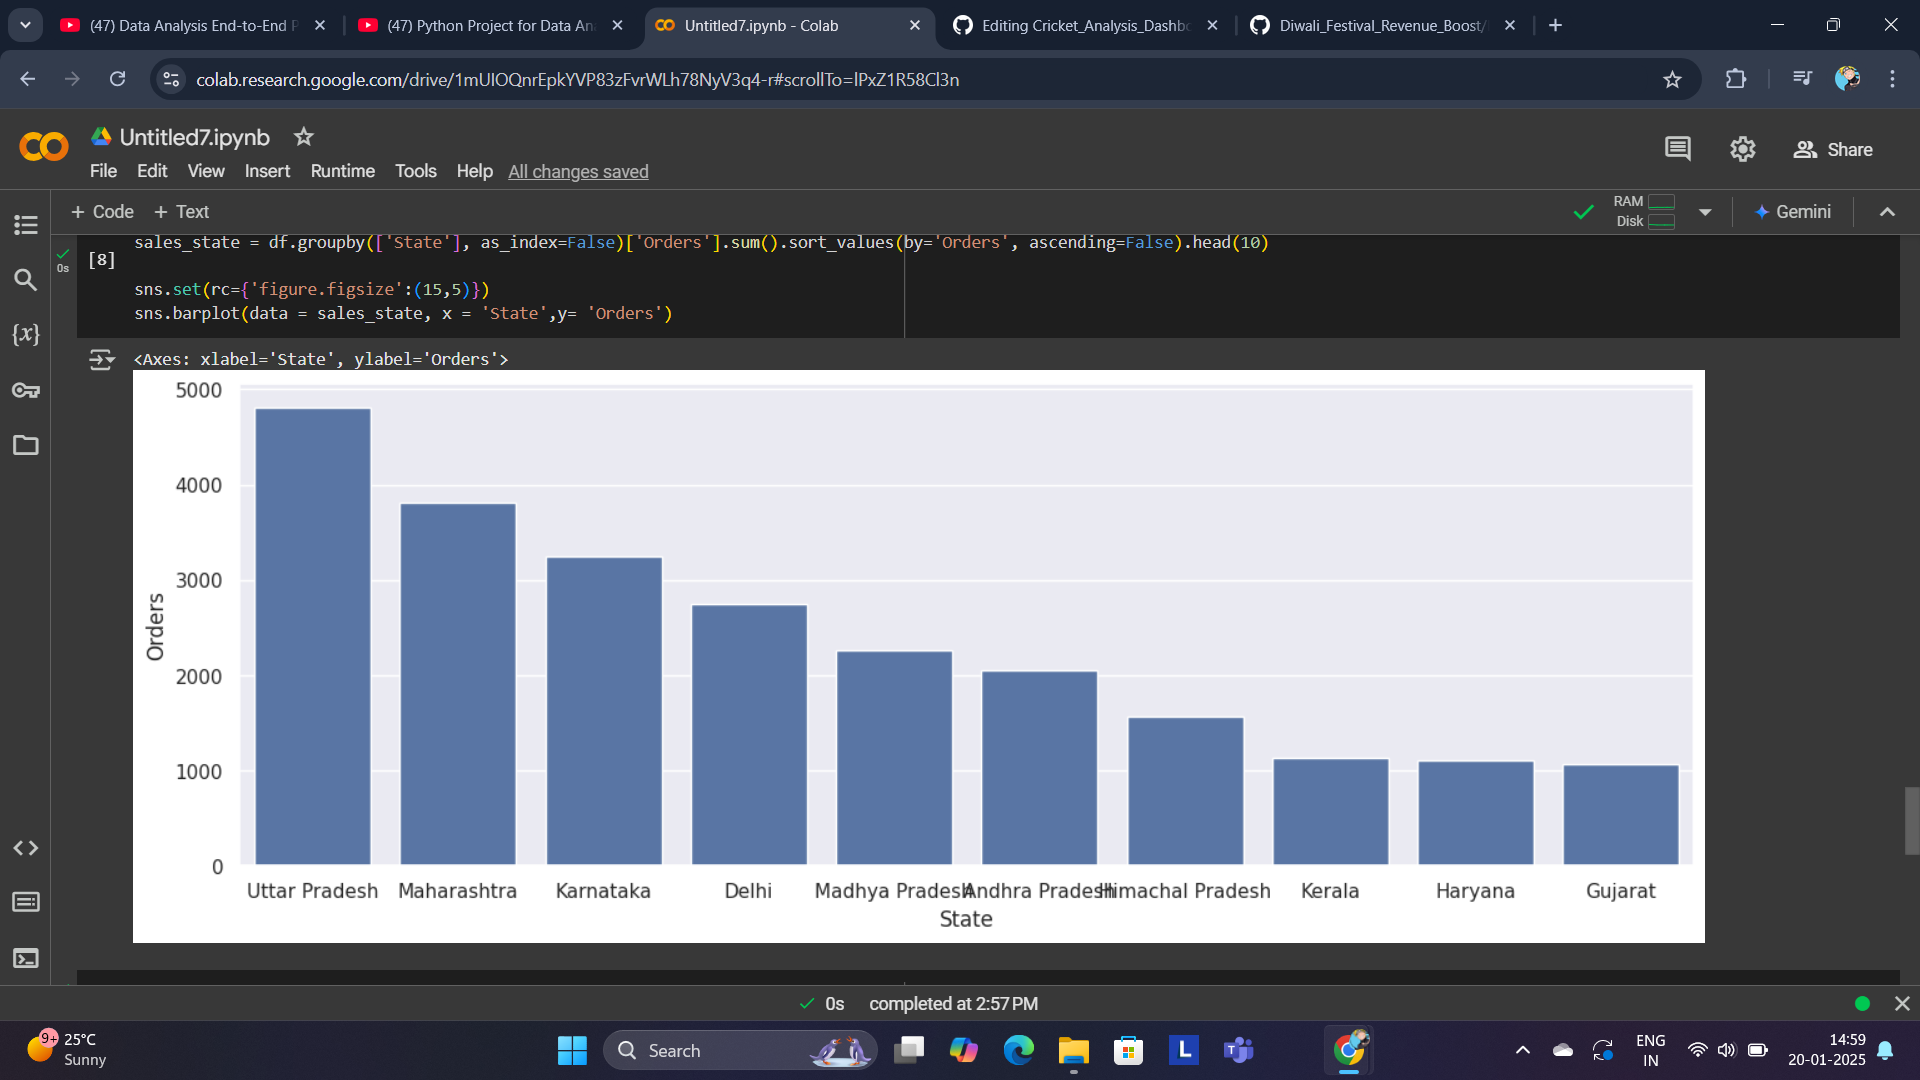 (47) Data Analysis End-to-End P
(47) Python Project for Data An
Untitled7.ipynb - Colab
Editing Cricket_Analysis_Dashbo
Diwali_Festival_Revenue_Boost/
colab.research.google.com/drive/1mUIOQnrEpkYVP83zFvrWLh78NyV3q4-r#scrollTo=lPxZ1R58Cl3n
CO
Untitled7.ipynb
Share
File Edit View Insert Runtime Tools Help All changes saved
+ Code + Text
RAM
Disk
Gemini
sales_state = df.groupby(['State'], as_index=False)['Orders'].sum().sort_values(by='Orders', ascending=False).head(10)
[8]
0s
sns.set(rc={'figure.figsize':(15,5)})
sns.barplot(data = sales_state, x = 'State',y= 'Orders')
{x}
<Axes: xlabel='State', ylabel='Orders'>
5000
4000
3000
2000
1000
0
Orders
Uttar Pradesh Maharashtra Karnataka Delhi Madhya Pradesh Andhra Pradesh Himachal Pradesh Kerala Haryana Gujarat
State
0s completed at 2:57 PM
9+
25°C
Sunny
Search
L
T
ENG
IN
14:59
20-01-2025